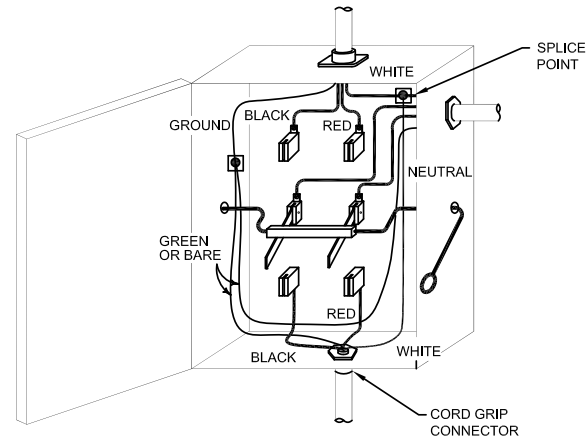 WHITE
SPLICE
POINT
BLACK
GROUND
RED
NEUTRAL
GREEN
OR BARE
RED
BLACK
WHITE
CORD GRIP
CONNECTOR